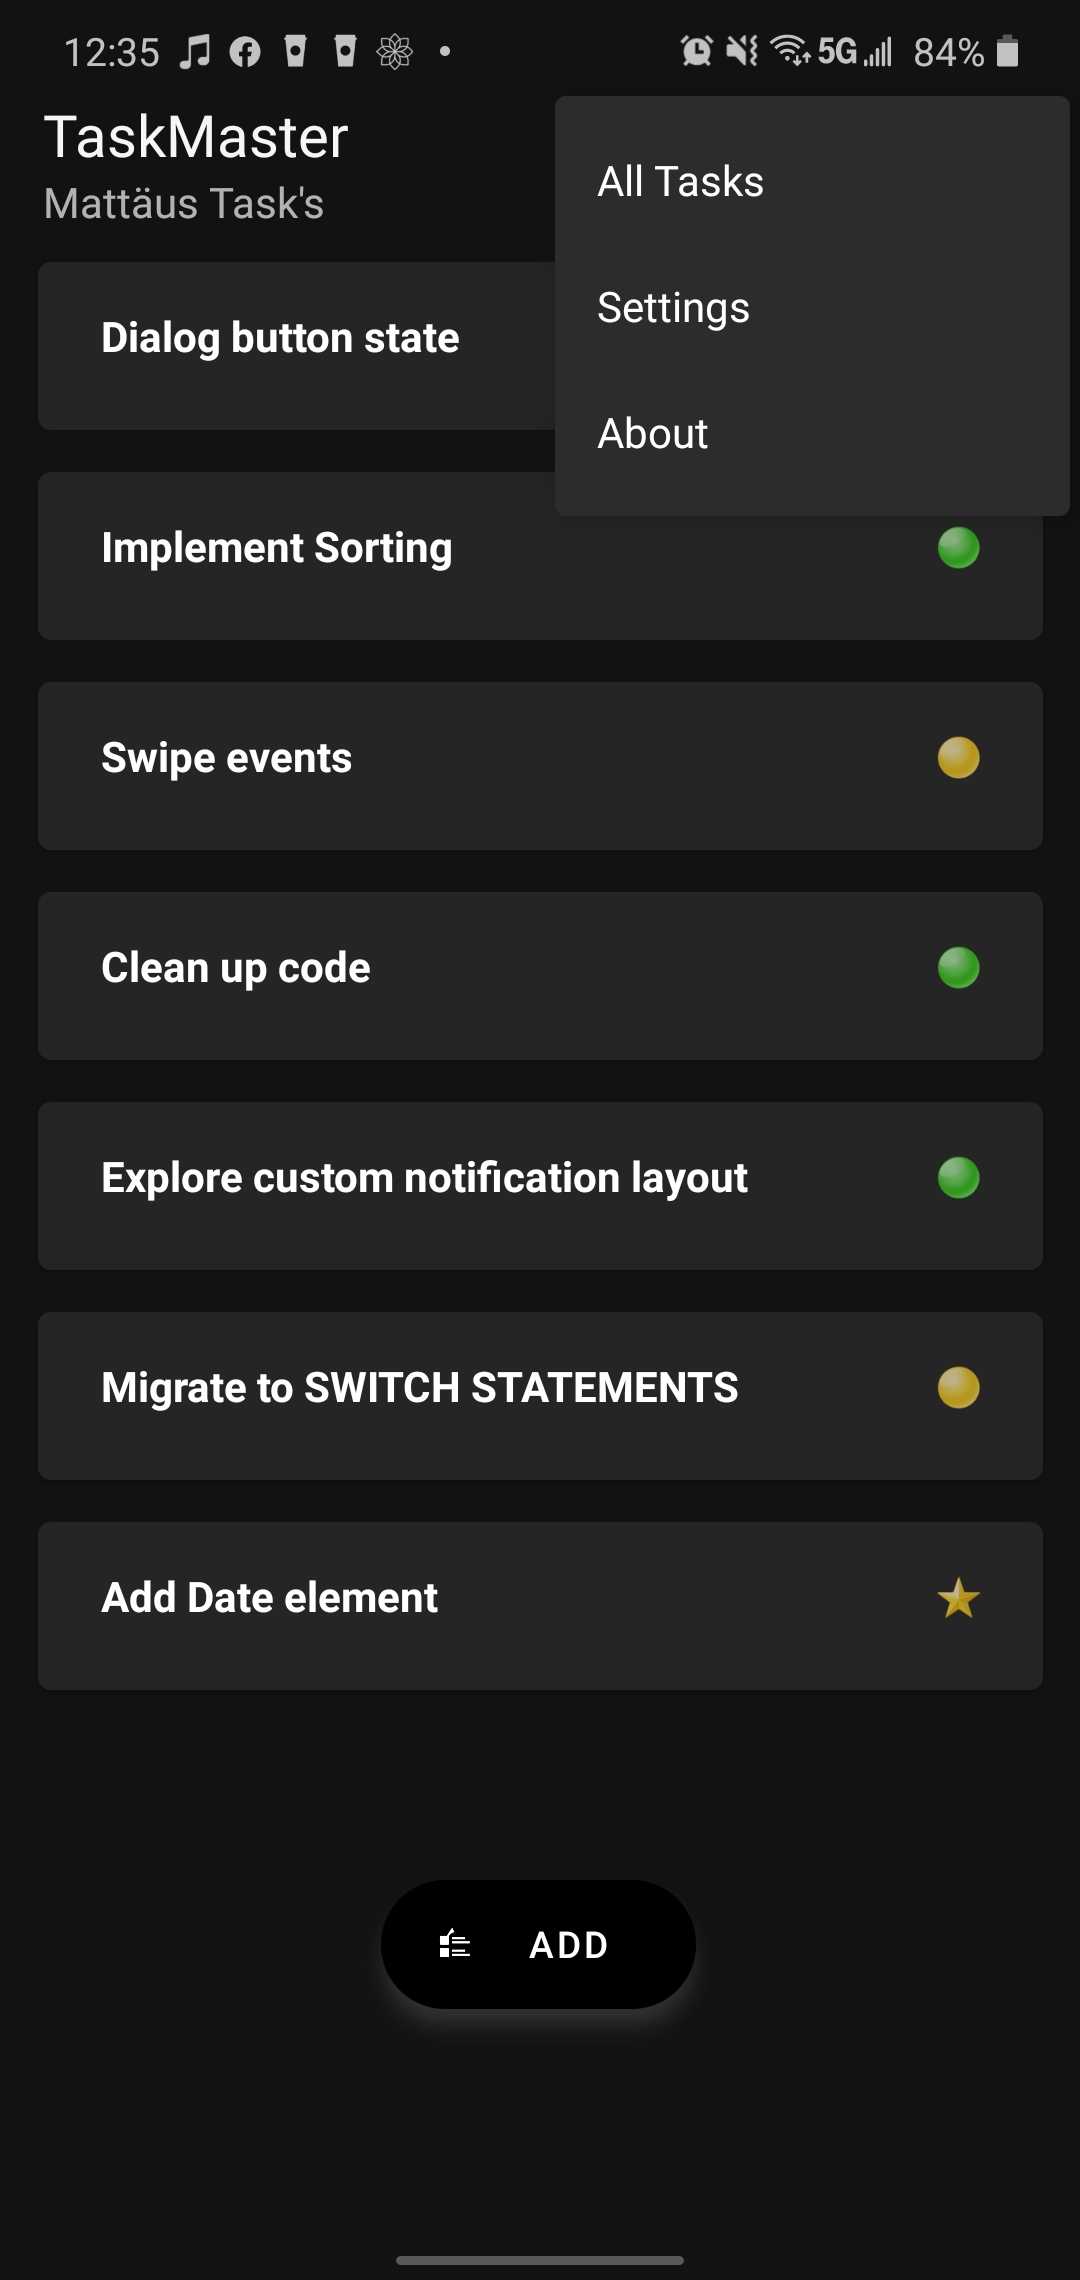 12:35 5G 84%
TaskMaster
Mattäus Task's
All Tasks
Settings
About
Dialog button state
Implement Sorting
Swipe events
Clean up code
Explore custom notification layout
Migrate to SWITCH STATEMENTS
Add Date element
ADD